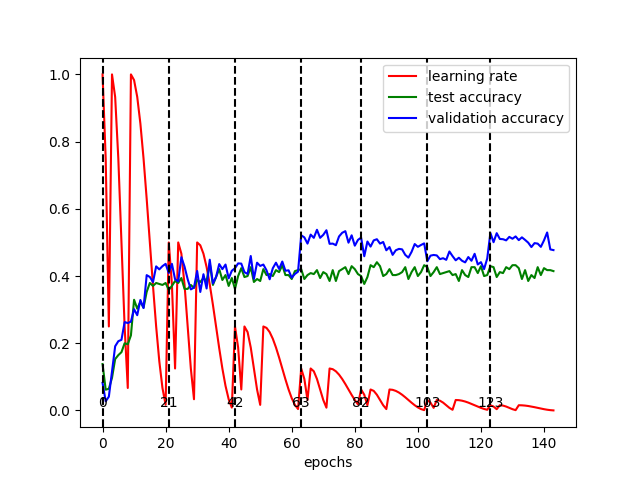 learning rate
test accuracy
validation accuracy
1.0
0.8
0.6
0.4
0.2
0.0
0 21 42 63 82 103 123
0 20 40 60 80 100 120 140
epochs